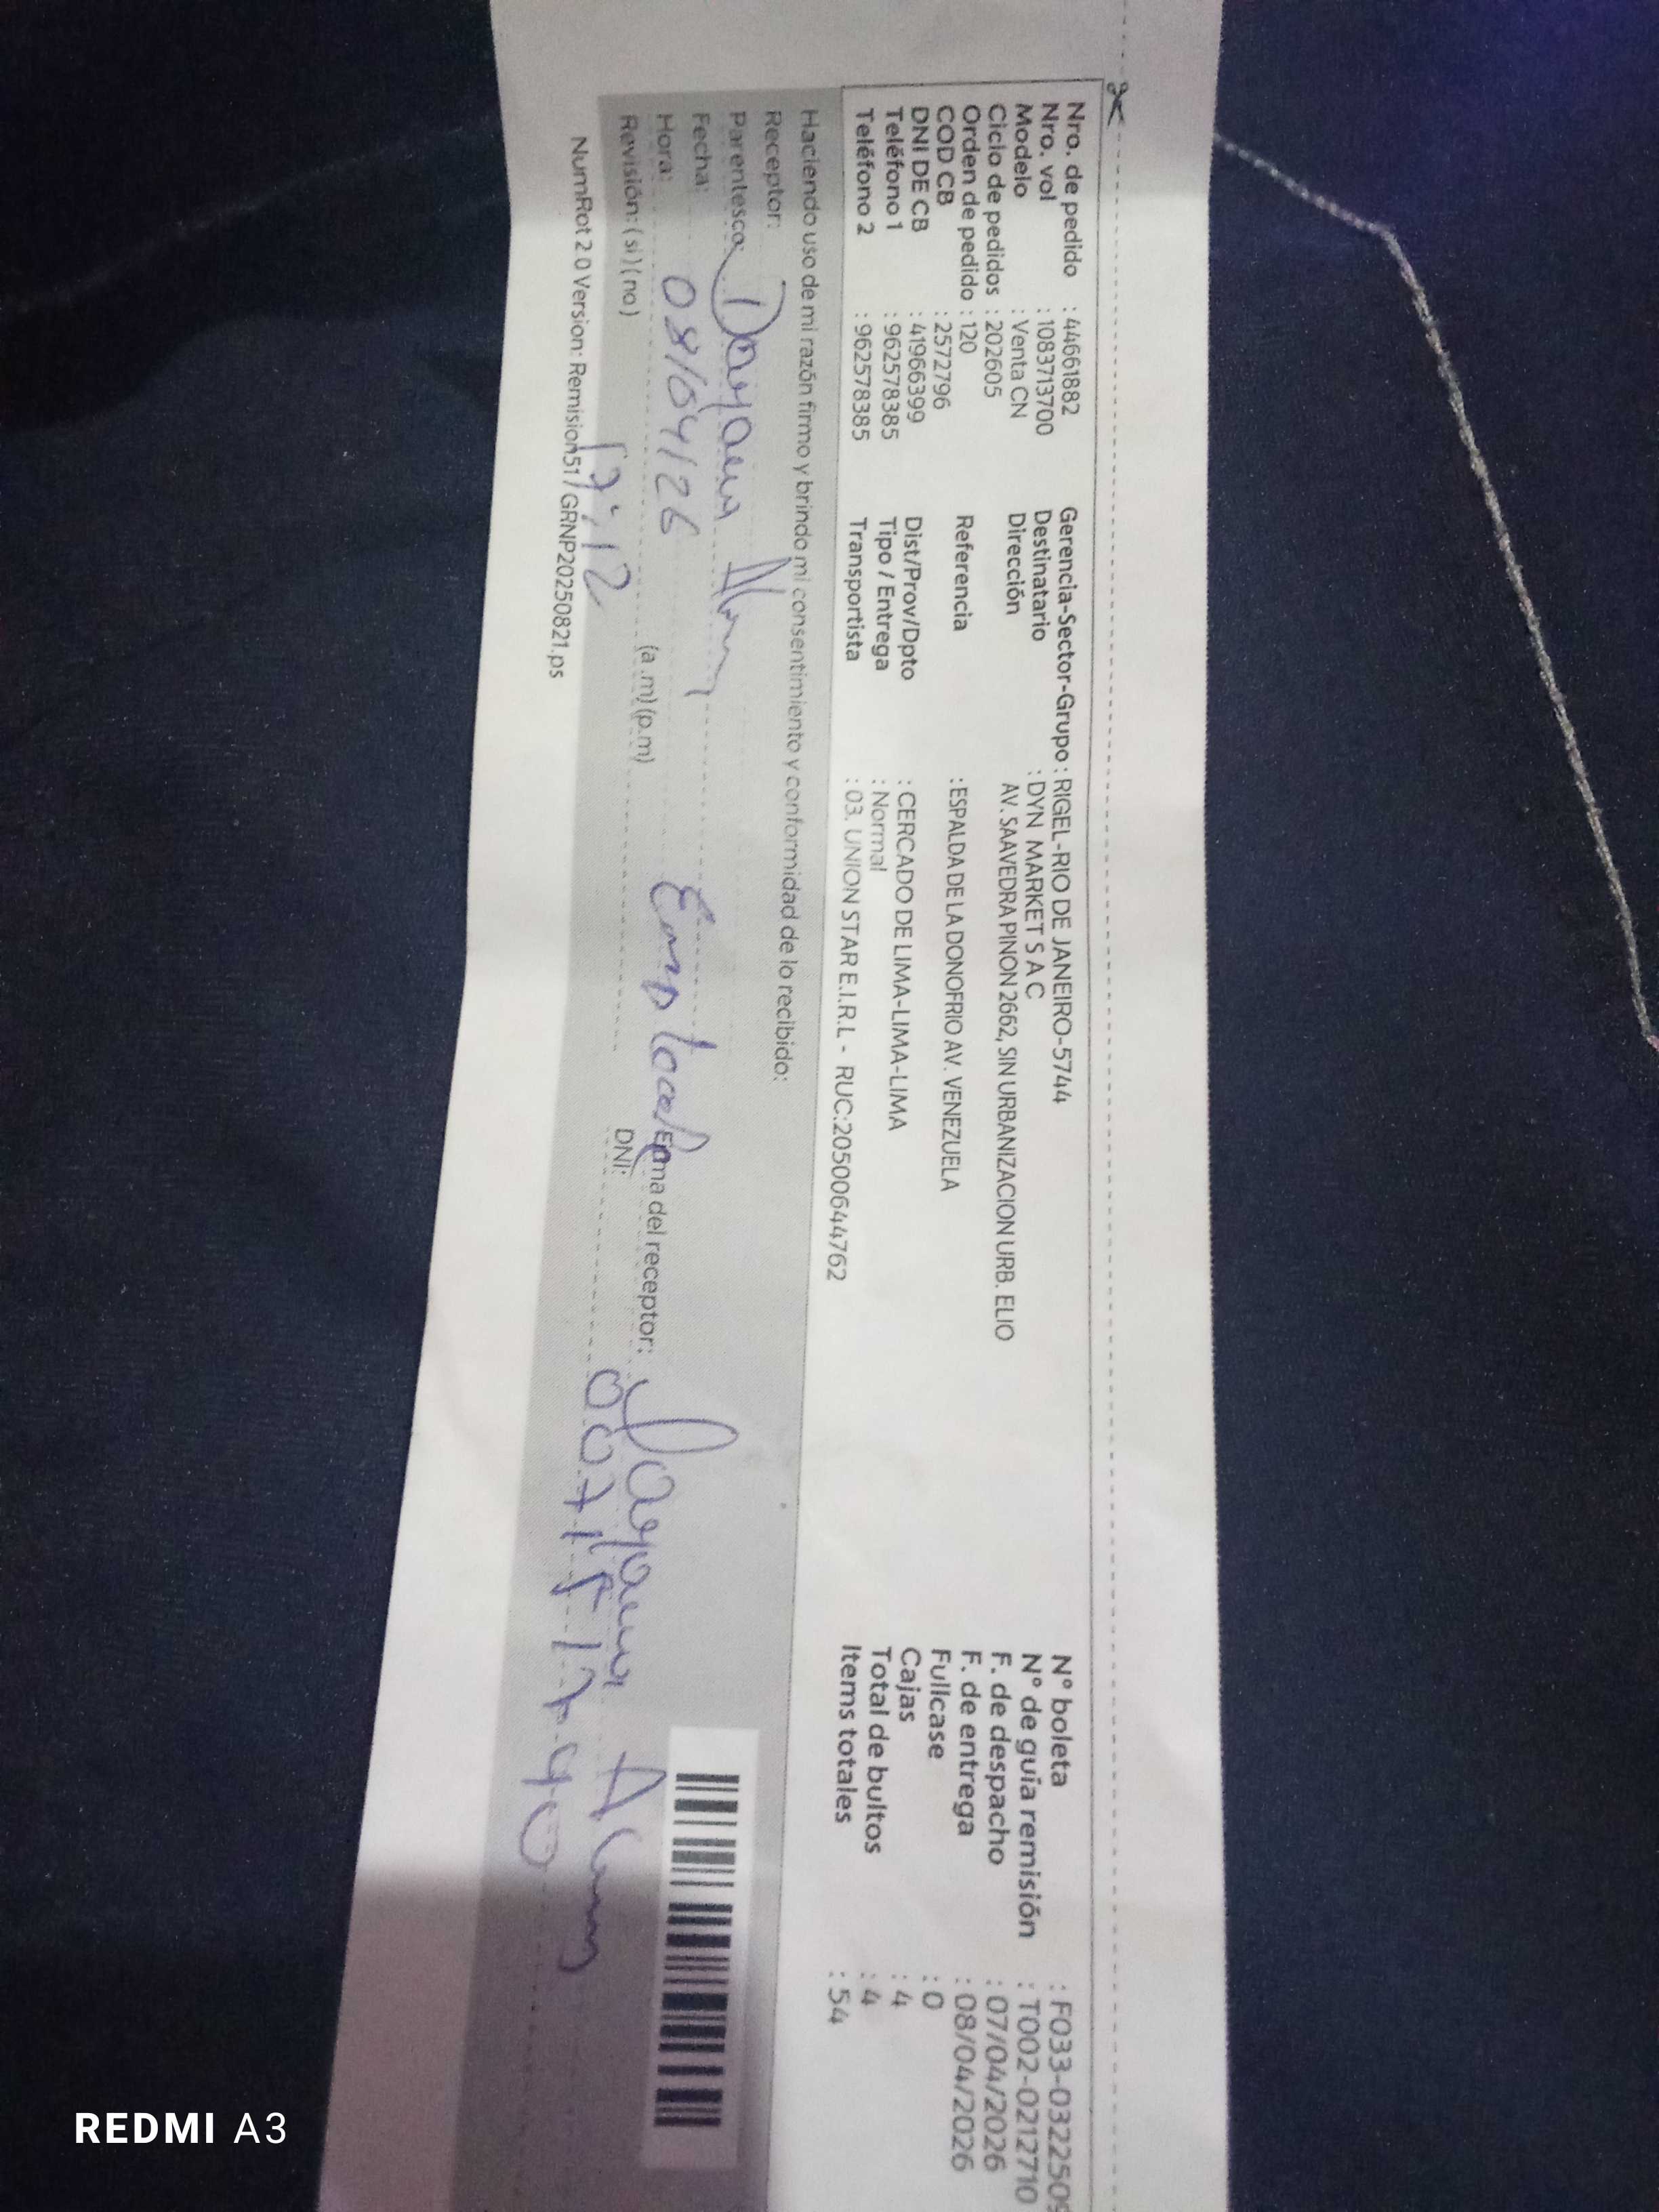 Nro. de pedido : 44661882
Nro. vol : 1083713700
Modelo : Venta CN
Ciclo de pedidos : 202605
Orden de pedido : 120
COD CB : 2572796
DNI DE CB : 41966399
Teléfono 1 : 962578385
Teléfono 2 : 962578385
Gerencia-Sector-Grupo : RIGEL-RIO DE JANEIRO-5744
Destinatario : DYN MARKET S A C
Dirección AV. SAAVEDRA PINON 2662, SIN URBANIZACION URB. ELIO
Referencia : ESPALDA DE LA DONOFRIO AV. VENEZUELA
Dist/Prov/Dpto : CERCADO DE LIMA-LIMA-LIMA
Tipo / Entrega : Normal
Transportista : 03. UNION STAR E.I.R.L - RUC:20500644762
N° boleta : F033-0322509
N° de guía remisión : T002-0212710
F. de despacho : 07/04/2026
F. de entrega : 08/04/2026
Fullcase : 0
Cajas : 4
Total de bultos : 4
Items totales : 54
Haciendo uso de mi razón firmo y brindo mi consentimiento y conformidad de lo recibido:
Receptor:
Parentesco: Dayana
Fecha: 08/04/26
Hora: 17:12 (a.m) (p.m)
Revisión: ( si ) ( no )
Firma del receptor: Dayana
DNI:
NumRot 2.0 Version: Remision51 / GRNP20250821.ps
REDMI A3